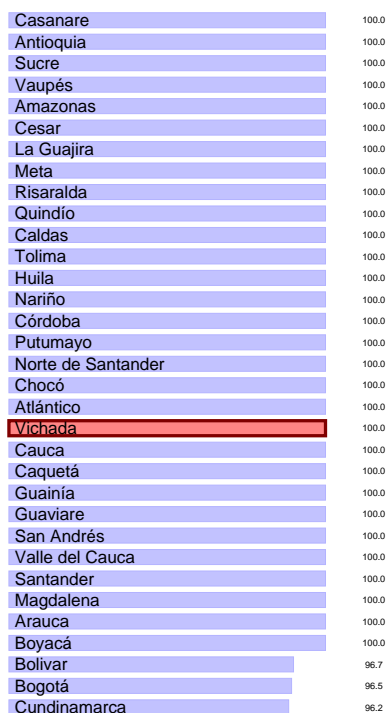 Casanare 100.0
Antioquia 100.0
Sucre 100.0
Vaupés 100.0
Amazonas 100.0
Cesar 100.0
La Guajira 100.0
Meta 100.0
Risaralda 100.0
Quindío 100.0
Caldas 100.0
Tolima 100.0
Huila 100.0
Nariño 100.0
Córdoba 100.0
Putumayo 100.0
Norte de Santander 100.0
Chocó 100.0
Atlántico 100.0
Vichada 100.0
Cauca 100.0
Caquetá 100.0
Guainía 100.0
Guaviare 100.0
San Andrés 100.0
Valle del Cauca 100.0
Santander 100.0
Magdalena 100.0
Arauca 100.0
Boyacá 100.0
Bolivar 96.7
Bogotá 96.5
Cundinamarca 96.2